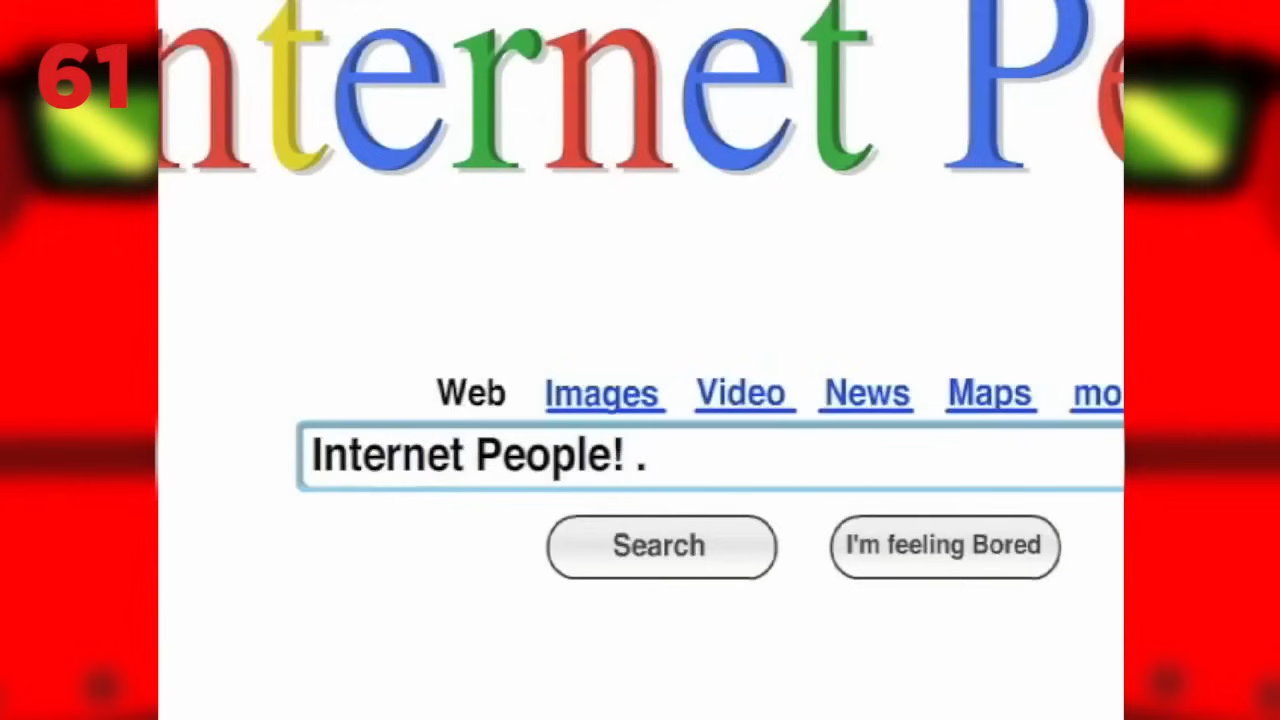 61
nternet Pe
Web Images Video News Maps mo
Internet People! .
Search I'm feeling Bored